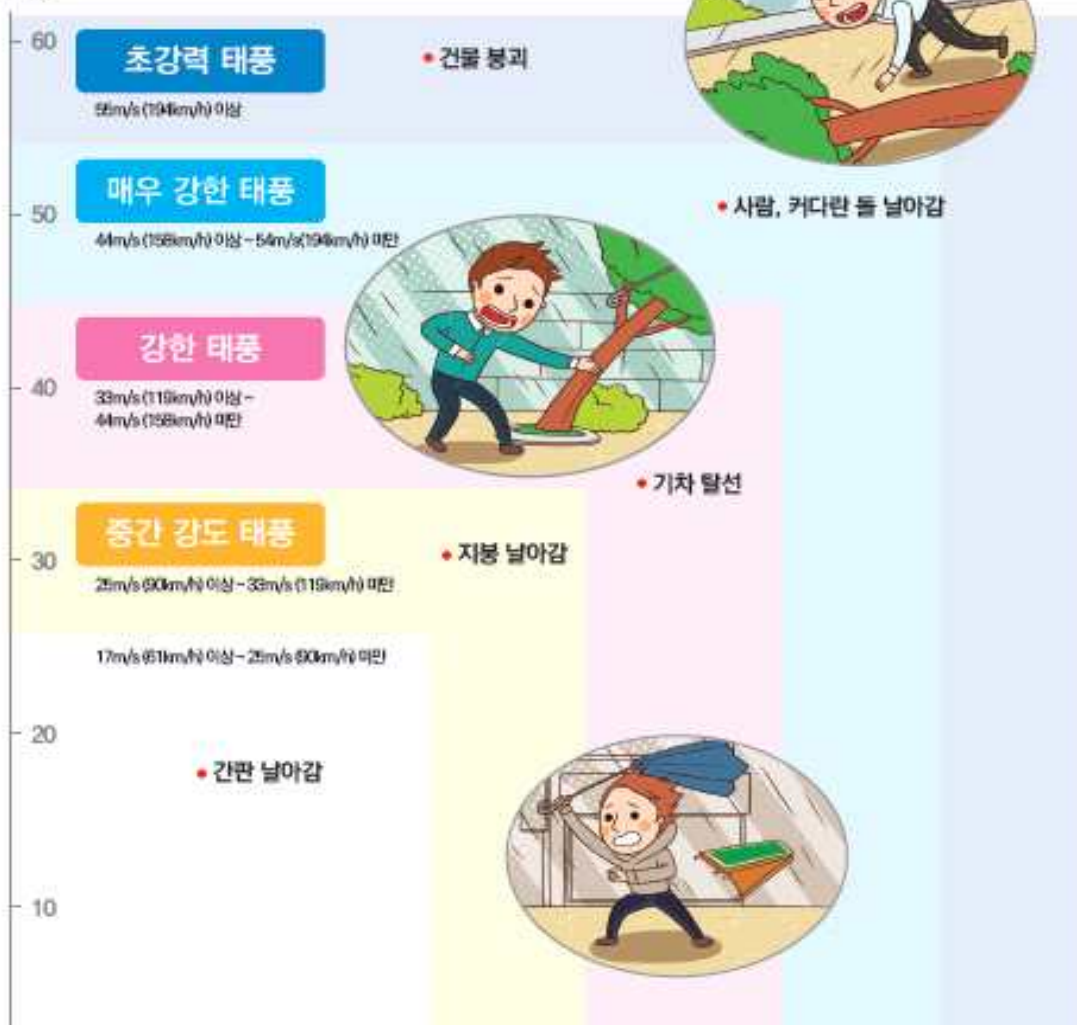 60
초강력 태풍
건물 붕괴
55m/s (194km/h) 이상
매우 강한 태풍
50
사람, 커다란 돌 날아감
44m/s (158km/h) 이상 ~ 54m/s(194km/h) 미만
강한 태풍
40
33m/s (119km/h) 이상 ~
44m/s (158km/h) 미만
기차 탈선
중간 강도 태풍
30
지붕 날아감
25m/s (90km/h) 이상 ~ 33m/s (119km/h) 미만
17m/s (61km/h) 이상 ~ 25m/s (90km/h) 미만
20
간판 날아감
10